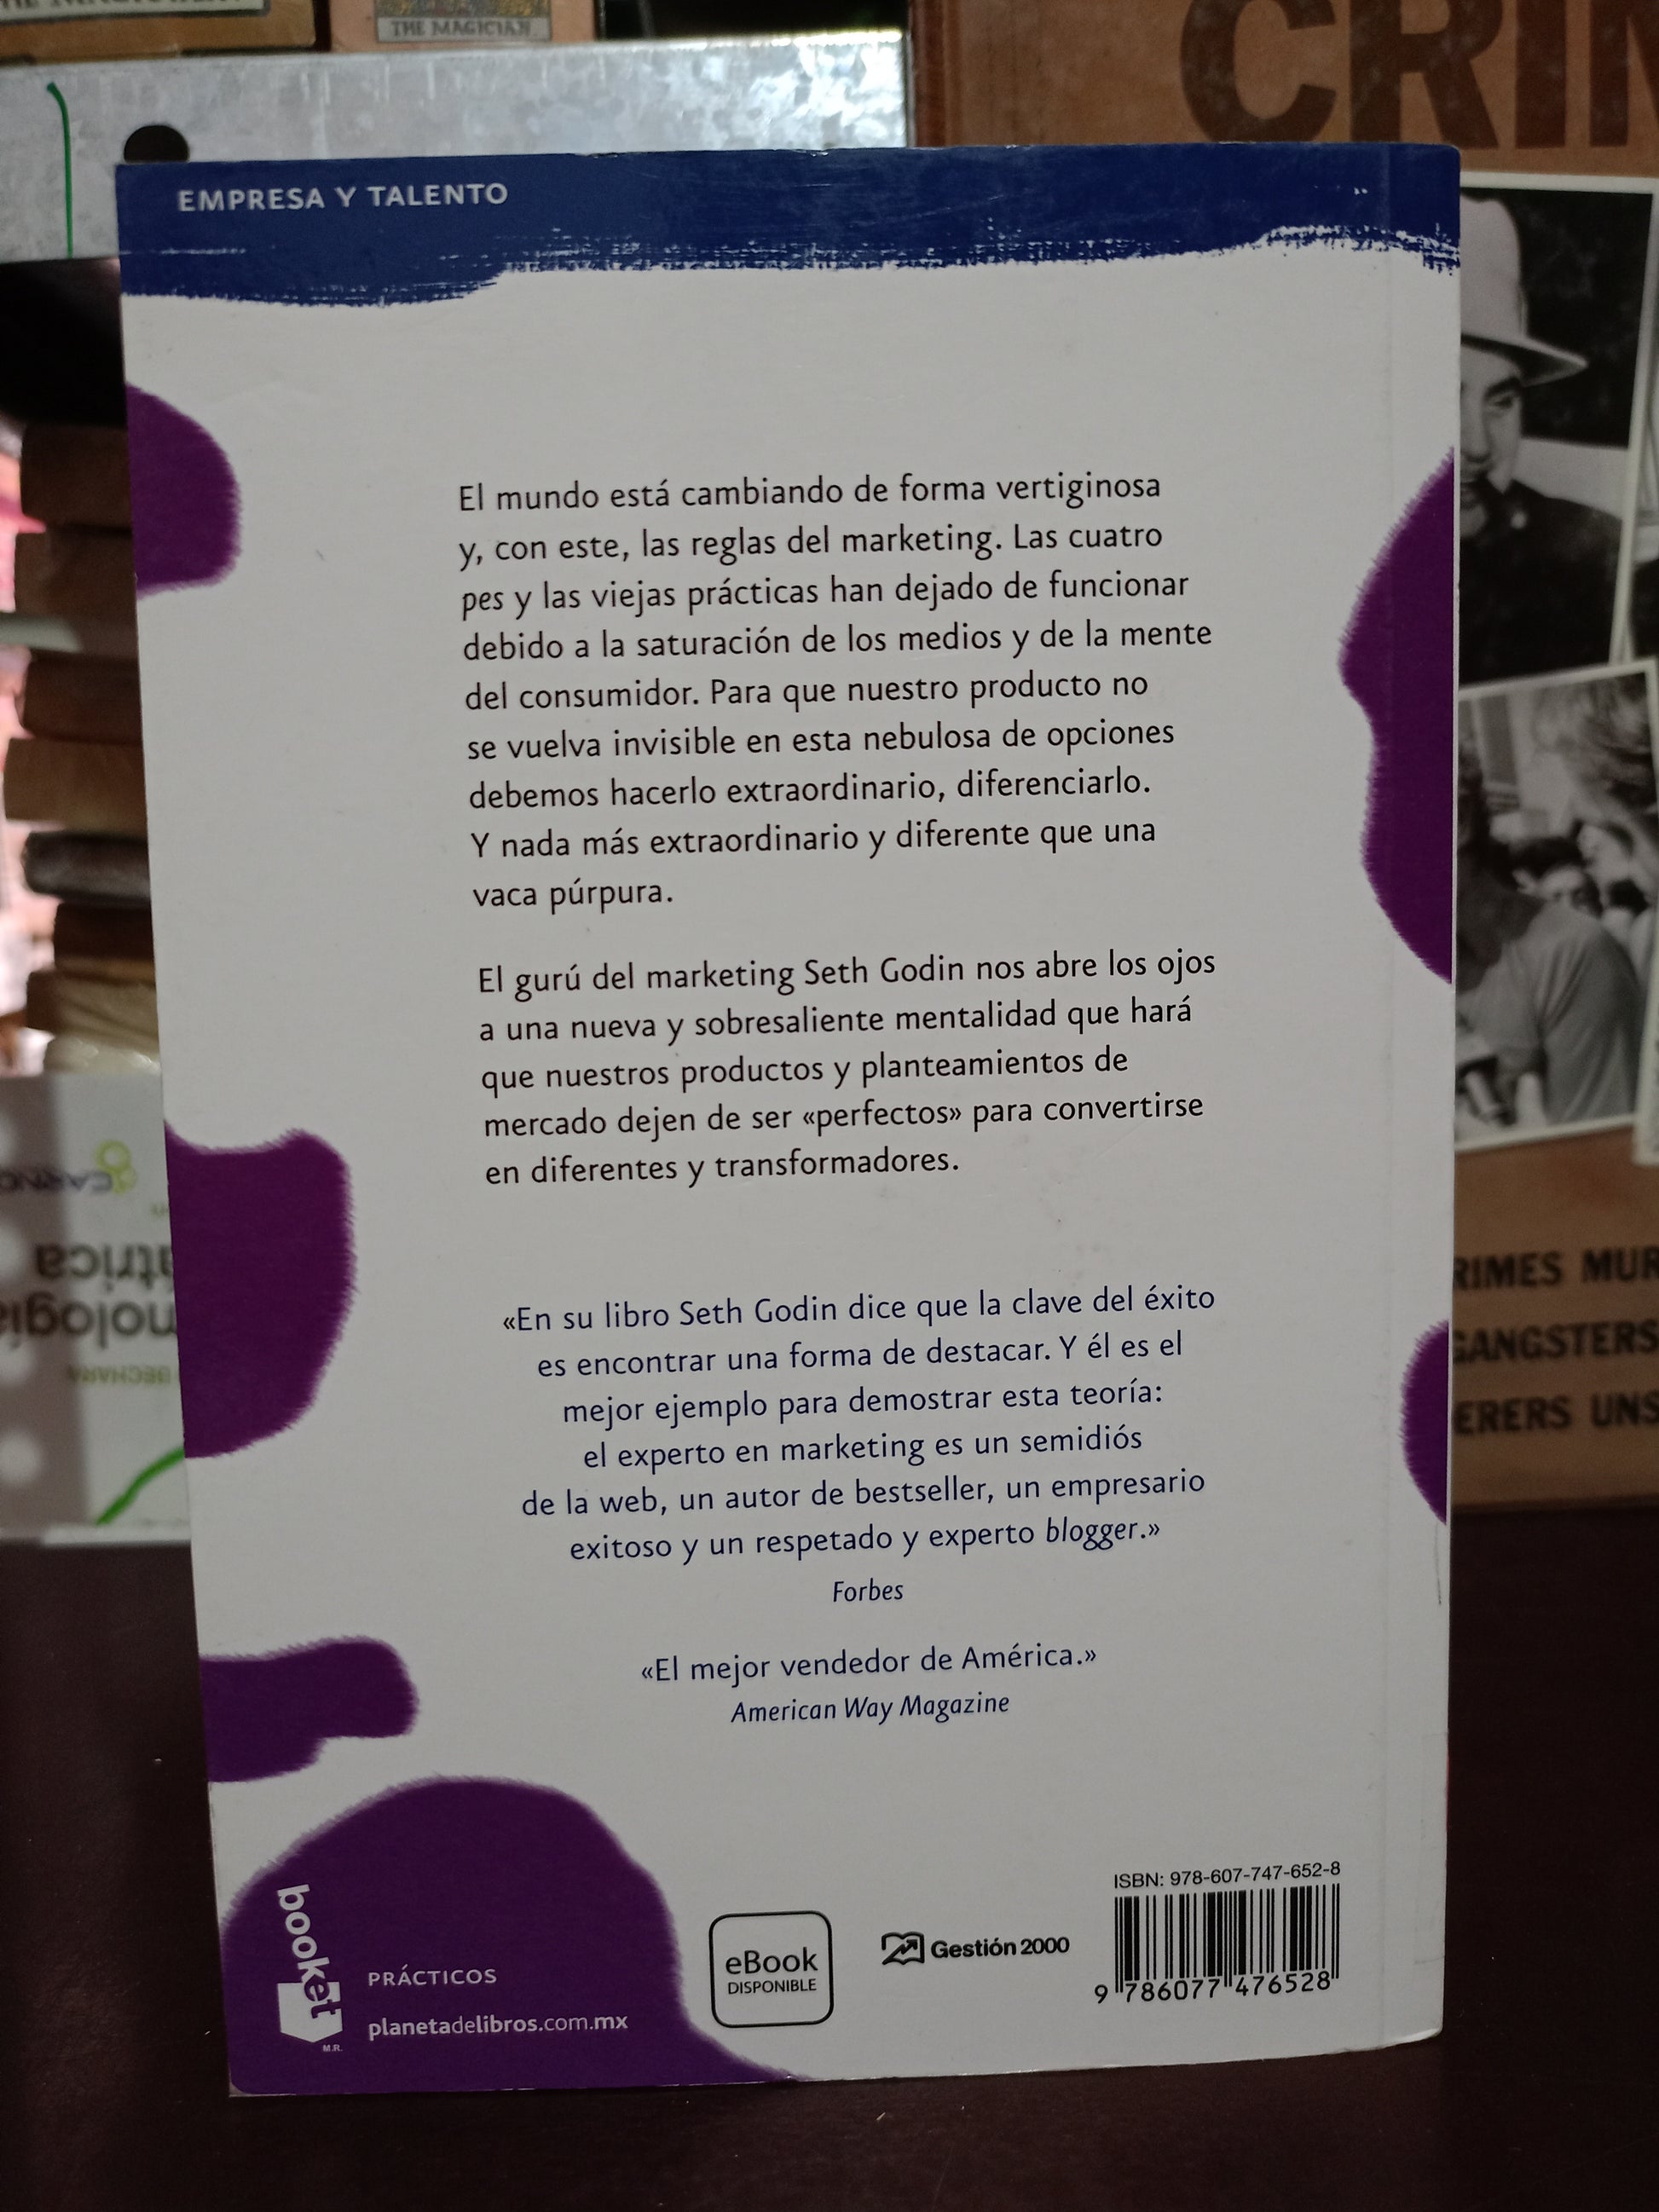 THE MAGICIAN
CRIM
EMPRESA Y TALENTO
El mundo está cambiando de forma vertiginosa
y, con este, las reglas del marketing. Las cuatro
pes y las viejas prácticas han dejado de funcionar
debido a la saturación de los medios y de la mente
del consumidor. Para que nuestro producto no
se vuelva invisible en esta nebulosa de opciones
debemos hacerlo extraordinario, diferenciarlo.
Y nada más extraordinario y diferente que una
vaca púrpura.
El gurú del marketing Seth Godin nos abre los ojos
a una nueva y sobresaliente mentalidad que hará
que nuestros productos y planteamientos de
mercado dejen de ser «perfectos» para convertirse
en diferentes y transformadores.
«En su libro Seth Godin dice que la clave del éxito
es encontrar una forma de destacar. Y él es el
mejor ejemplo para demostrar esta teoría:
el experto en marketing es un semidiós
de la web, un autor de bestseller, un empresario
exitoso y un respetado y experto blogger.»
Forbes
«El mejor vendedor de América.»
American Way Magazine
RIMES MUR
GANGSTERS
ERERS UNS
BECHARA
booket
M.R.
PRÁCTICOS
planetadelibros.com.mx
eBook
DISPONIBLE
Gestión 2000
ISBN: 978-607-747-652-8
9 786077 476528